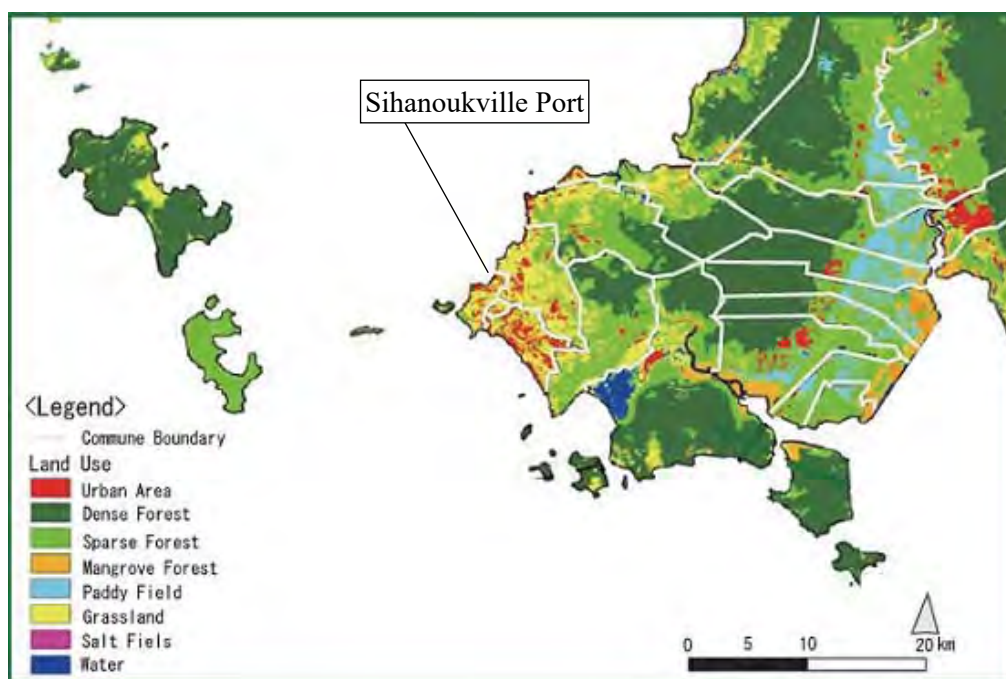 Sihanoukville Port
<Legend>
Commune Boundary
Land Use
Urban Area
Dense Forest
Sparse Forest
Mangrove Forest
Paddy Field
Grassland
Salt Fiels
Water
0 5 10 20 km